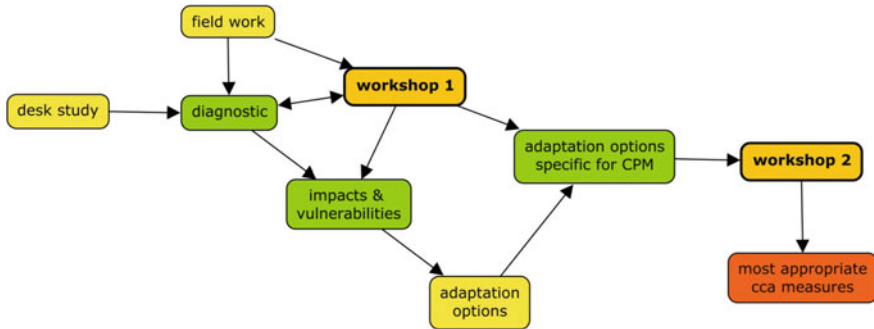 field work
workshop 1
desk study
diagnostic
adaptation options
specific for CPM
workshop 2
impacts &
vulnerabilities
most appropriate
cca measures
adaptation
options